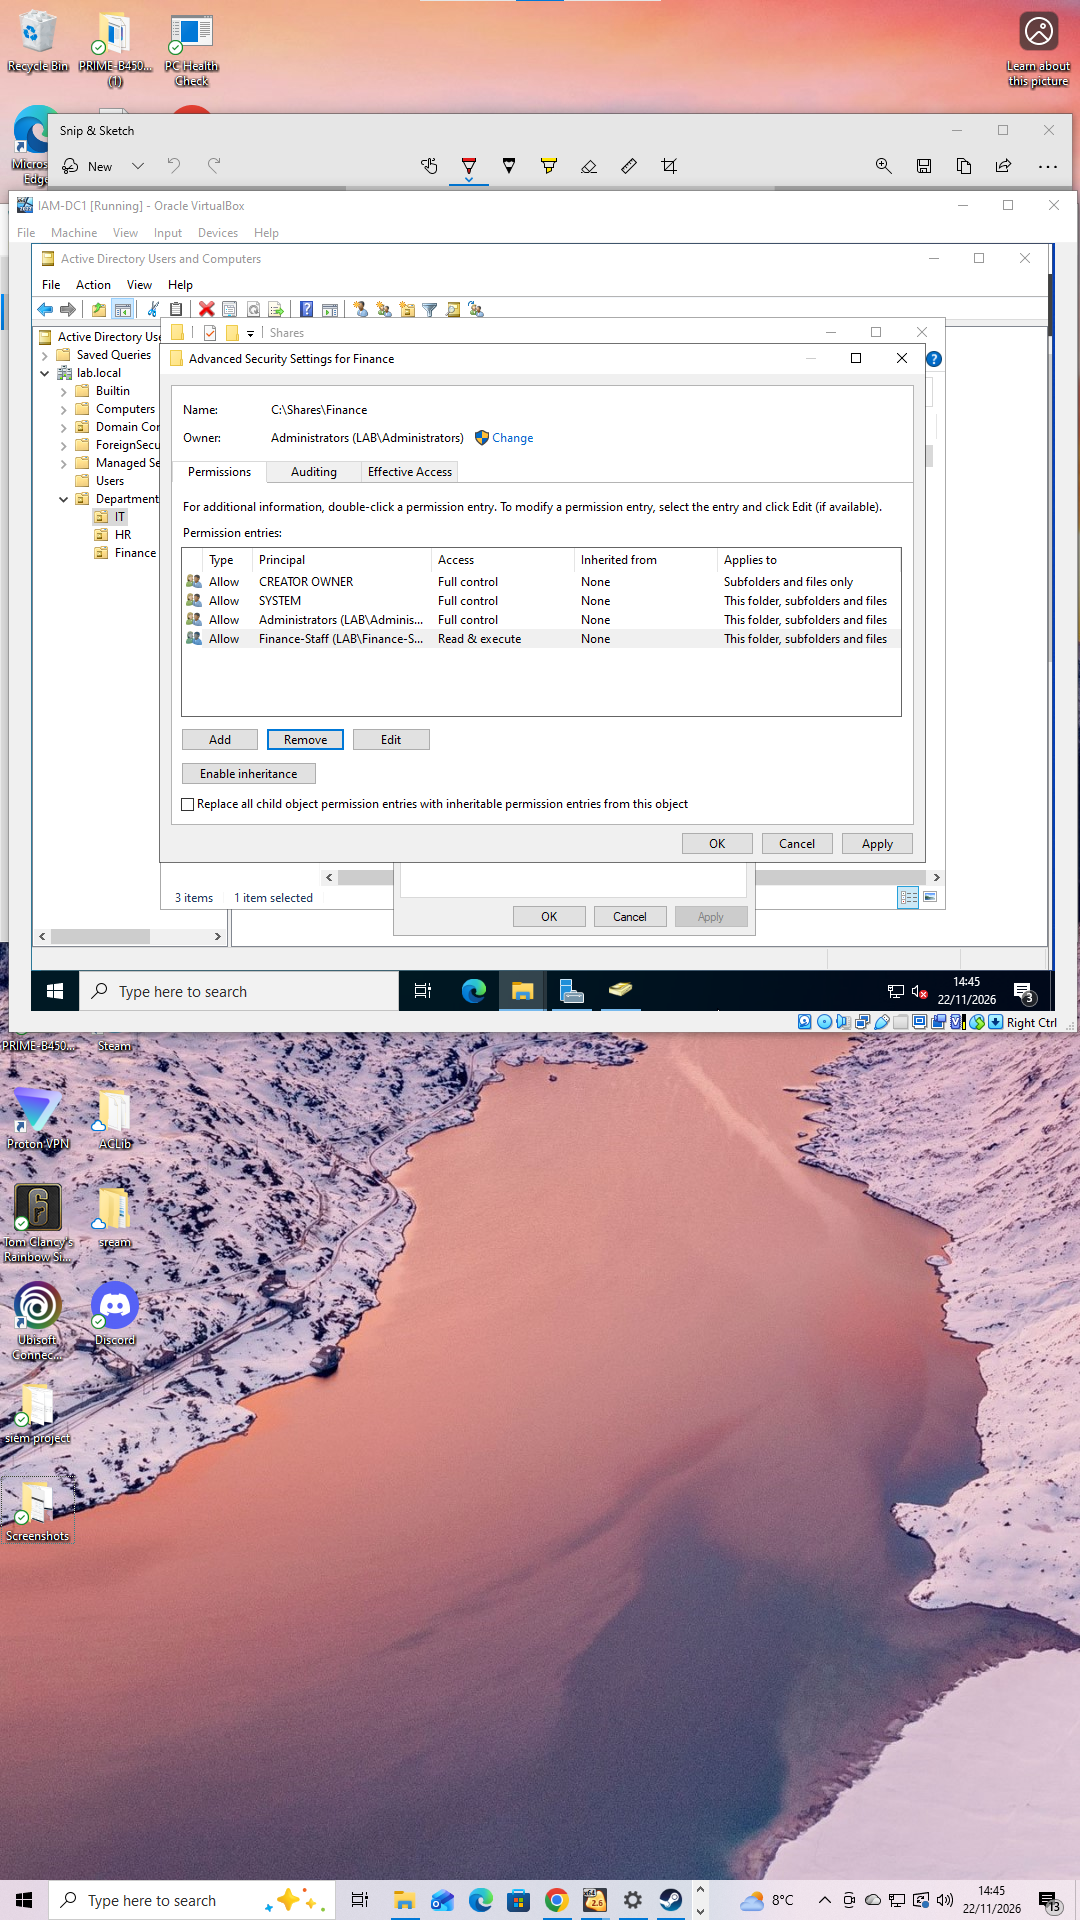 Recycle Bin
PRIME-B450...
(1)
PC Health
Check
Learn about
this picture
Snip & Sketch
New
Edge
IAM-DC1 [Running] - Oracle VirtualBox
File Machine View Input Devices Help
Active Directory Users and Computers
File Action View Help
Shares
Active Directory Use
Saved Queries
lab.local
Builtin
Computers
Domain Cor
ForeignSecu
Managed Se
Users
Department
IT
HR
Finance
Advanced Security Settings for Finance
Name: C:\Shares\Finance
Owner: Administrators (LAB\Administrators) Change
Permissions Auditing Effective Access
For additional information, double-click a permission entry. To modify a permission entry, select the entry and click Edit (if available).
Permission entries:
Type Principal Access Inherited from Applies to
Allow CREATOR OWNER Full control None Subfolders and files only
Allow SYSTEM Full control None This folder, subfolders and files
Allow Administrators (LAB\Adminis... Full control None This folder, subfolders and files
Allow Finance-Staff (LAB\Finance-S... Read & execute None This folder, subfolders and files
Add Remove Edit
Enable inheritance
Replace all child object permission entries with inheritable permission entries from this object
OK Cancel Apply
3 items 1 item selected
OK Cancel Apply
Type here to search
14:45
22/11/2026
3
Right Ctrl
PRIME-B450...
Steam
Proton VPN
ACLib
Tom Clancy's
Rainbow Si...
sream
Ubisoft
Connec...
Discord
siem project
Screenshots
Type here to search
x64
2.6
8°C
14:45
22/11/2026
13